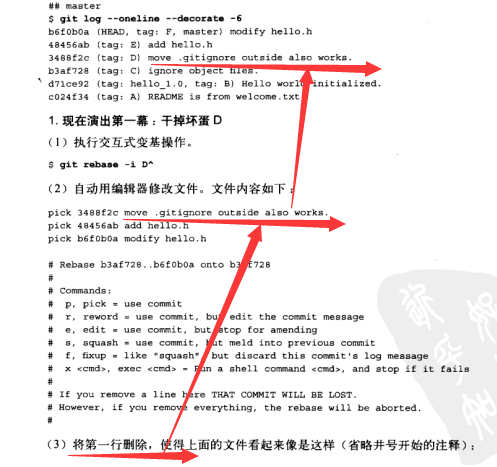 ## master
$ git log --oneline --decorate -6
b6f0b0a (HEAD, tag: F, master) modify hello.h
48456ab (tag: E) add hello.h
3488f2c (tag: D) move .gitignore outside also works.
b3af728 (tag: C) ignore object files.
d71ce92 (tag: hello_1.0, tag: B) Hello world initialized.
c024f34 (tag: A) README is from welcome.txt
1. 现在演出第一幕：干掉坏蛋 D
（1）执行交互式变基操作。
$ git rebase -i D^
（2）自动用编辑器修改文件。文件内容如下：
pick 3488f2c move .gitignore outside also works.
pick 48456ab add hello.h
pick b6f0b0a modify hello.h
# Rebase b3af728..b6f0b0a onto b3af728
#
# Commands:
# p, pick = use commit
# r, reword = use commit, but edit the commit message
# e, edit = use commit, but stop for amending
# s, squash = use commit, but meld into previous commit
# f, fixup = like "squash", but discard this commit's log message
# x <cmd>, exec <cmd> = Run a shell command <cmd>, and stop if it fails
#
# If you remove a line here THAT COMMIT WILL BE LOST.
# However, if you remove everything, the rebase will be aborted.
#
（3）将第一行删除，使得上面的文件看起来像是这样（省略井号开始的注释）：